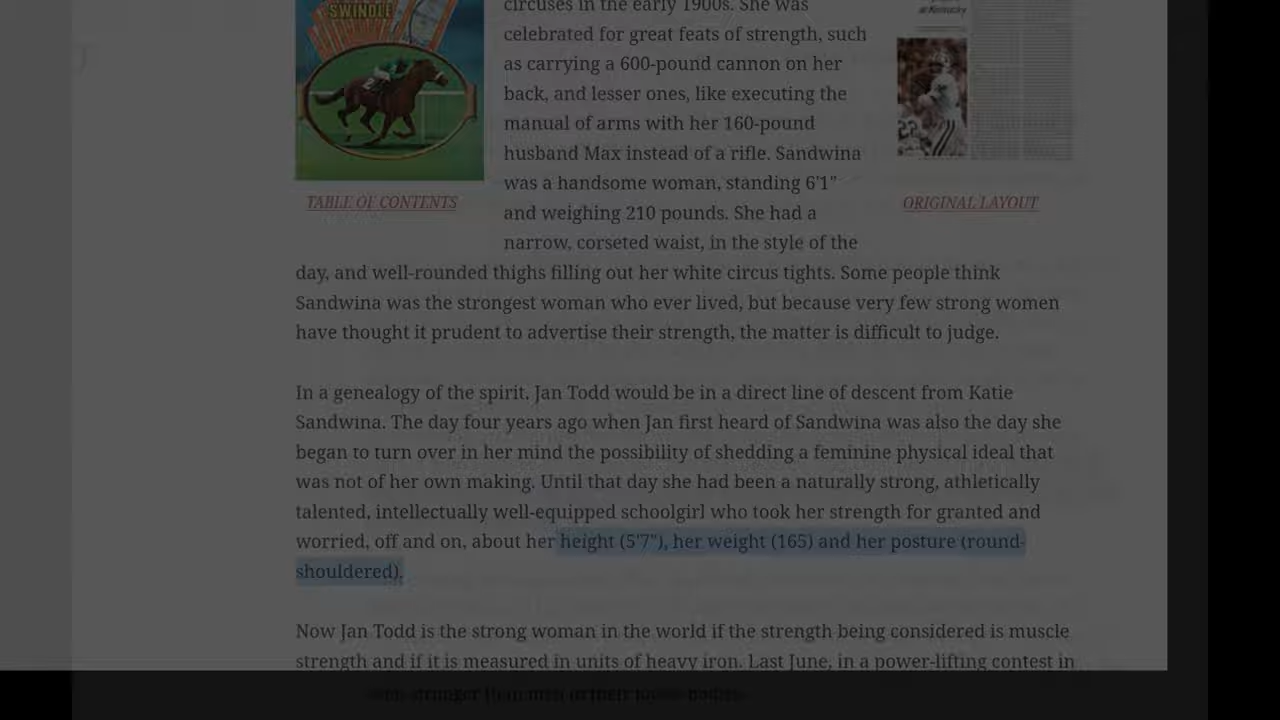 SWINDLE
circuses in the early 1900s. She was
celebrated for great feats of strength, such
as carrying a 600-pound cannon on her
back, and lesser ones, like executing the
manual of arms with her 160-pound
husband Max instead of a rifle. Sandwina
was a handsome woman, standing 6'1"
and weighing 210 pounds. She had a
narrow, corseted waist, in the style of the
TABLE OF CONTENTS
at Kentucky
22
ORIGINAL LAYOUT
day, and well-rounded thighs filling out her white circus tights. Some people think
Sandwina was the strongest woman who ever lived, but because very few strong women
have thought it prudent to advertise their strength, the matter is difficult to judge.
In a genealogy of the spirit, Jan Todd would be in a direct line of descent from Katie
Sandwina. The day four years ago when Jan first heard of Sandwina was also the day she
began to turn over in her mind the possibility of shedding a feminine physical ideal that
was not of her own making. Until that day she had been a naturally strong, athletically
talented, intellectually well-equipped schoolgirl who took her strength for granted and
worried, off and on, about her height (5'7"), her weight (165) and her posture (round-
shouldered).
Now Jan Todd is the strong woman in the world if the strength being considered is muscle
strength and if it is measured in units of heavy iron. Last June, in a power-lifting contest in
stronger than men in their lower bodies.